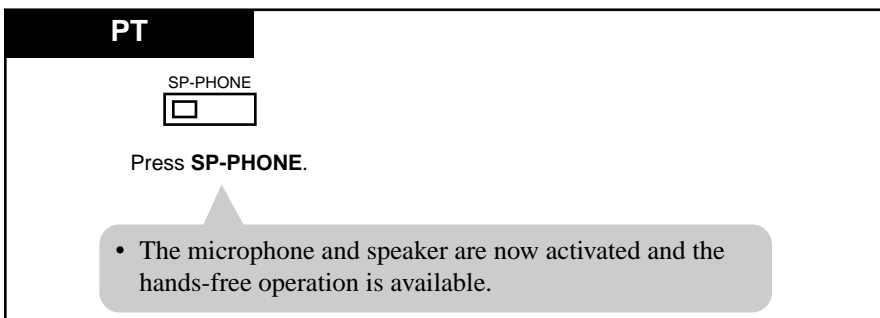 PT
SP-PHONE
Press SP-PHONE.
• The microphone and speaker are now activated and the
hands-free operation is available.